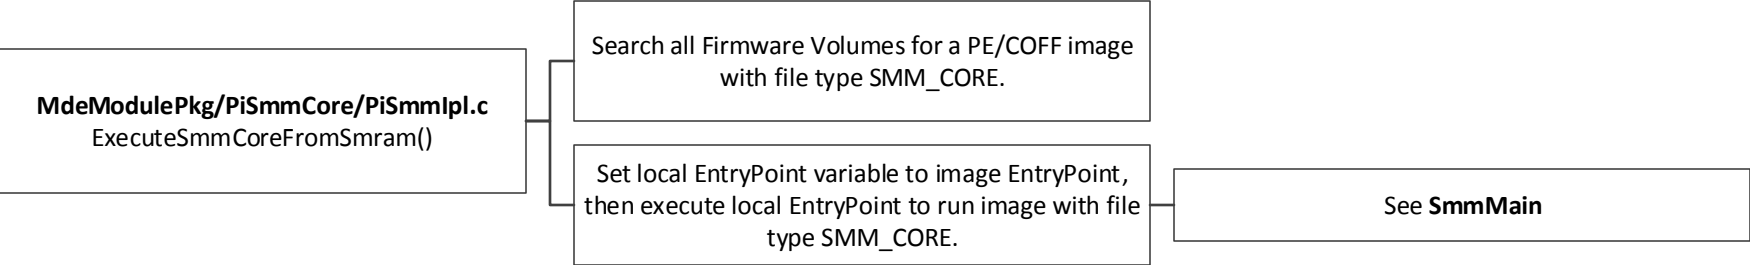 MdeModulePkg/PiSmmCore/PiSmmIpl.c
ExecuteSmmCoreFromSmram()
Search all Firmware Volumes for a PE/COFF image
with file type SMM_CORE.
Set local EntryPoint variable to image EntryPoint,
then execute local EntryPoint to run image with file
type SMM_CORE.
See SmmMain